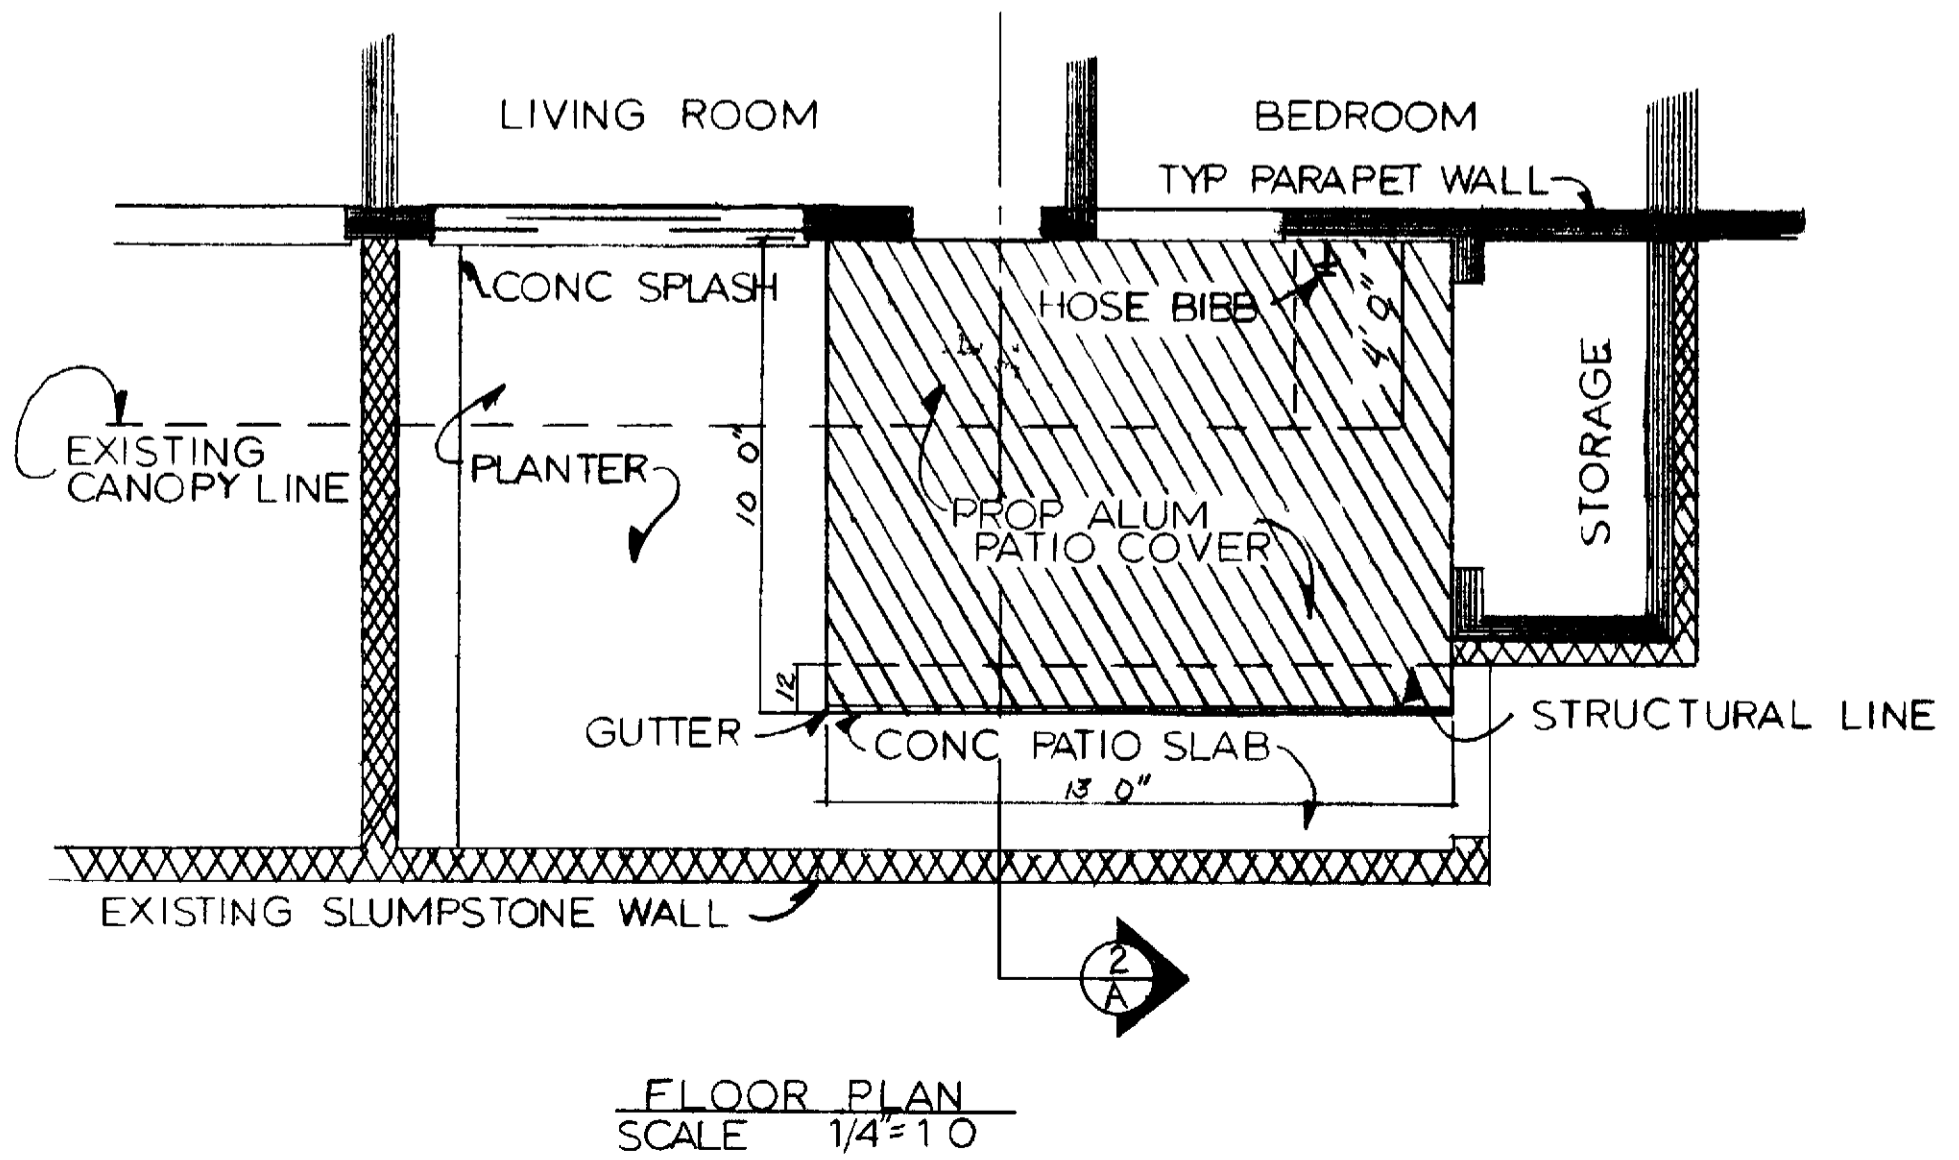 LIVING ROOM
BEDROOM
TYP PARAPET WALL
CONC SPLASH
HOSE BIBB
4' 0"
EXISTING
CANOPY LINE
PLANTER
10 0"
STORAGE
PROP ALUM
PATIO COVER
12
GUTTER
CONC PATIO SLAB
STRUCTURAL LINE
13 0"
EXISTING SLUMPSTONE WALL
2
A
FLOOR PLAN
SCALE 1/4"=1 0